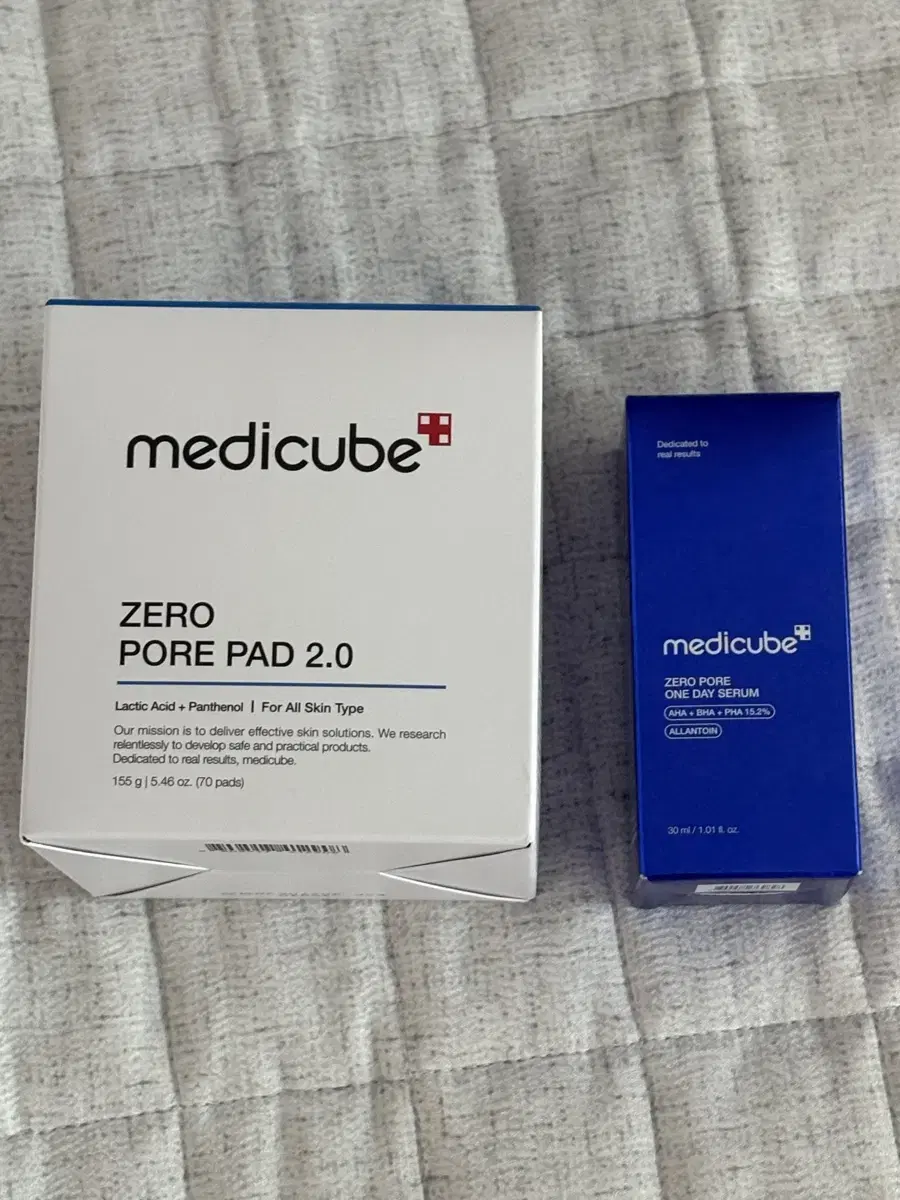 medicube
ZERO
PORE PAD 2.0
Lactic Acid + Panthenol | For All Skin Type
Our mission is to deliver effective skin solutions. We research
relentlessly to develop safe and practical products.
Dedicated to real results, medicube.
155 g | 5.46 oz. (70 pads)
Dedicated to
real results
medicube
ZERO PORE
ONE DAY SERUM
AHA + BHA + PHA 15.2%
ALLANTOIN
30 ml / 1.01 fl. oz.